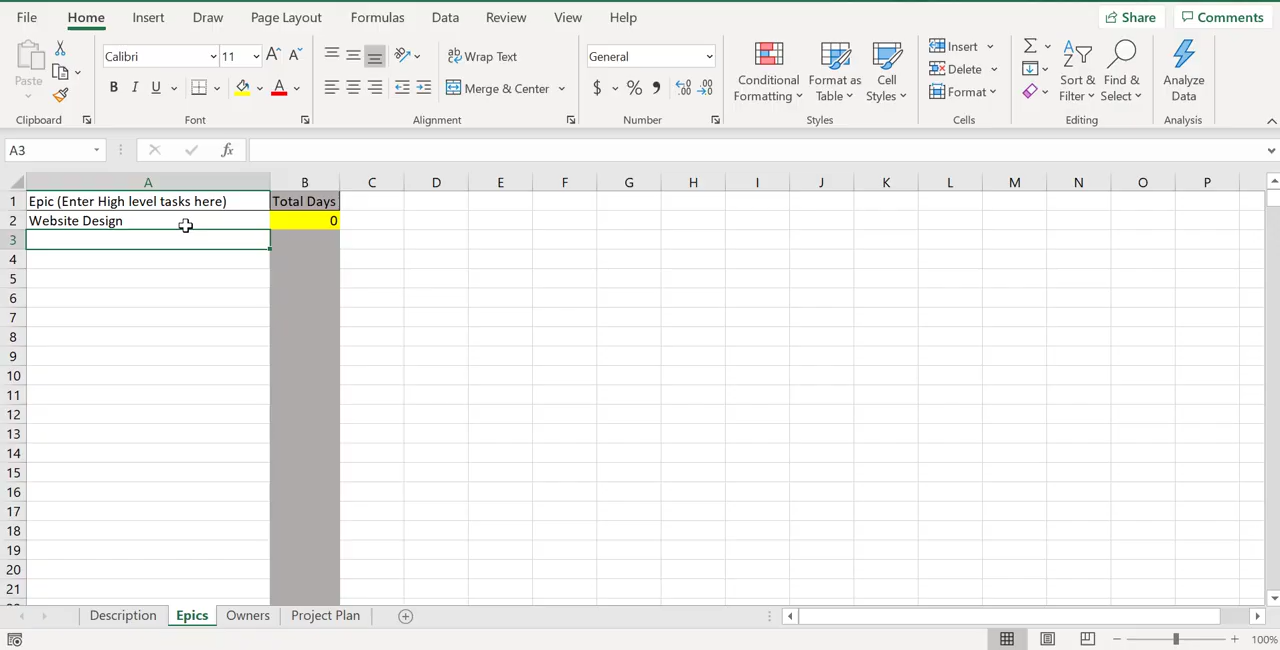 File Home Insert Draw Page Layout Formulas Data Review View Help Share Comments
Paste
Clipboard
Calibri 11 A A
B I U A
Font
ab Wrap Text
Merge & Center
Alignment
General
$ % , .00 .00
Number
Conditional Formatting
Format as Table
Cell Styles
Styles
Insert
Delete
Format
Cells
Sort & Filter
Find & Select
Editing
Analyze Data
Analysis
A3 fx
A B C D E F G H I J K L M N O P
1 Epic (Enter High level tasks here) Total Days
2 Website Design 0
3
4
5
6
7
8
9
10
11
12
13
14
15
16
17
18
19
20
21
Description Epics Owners Project Plan
100%